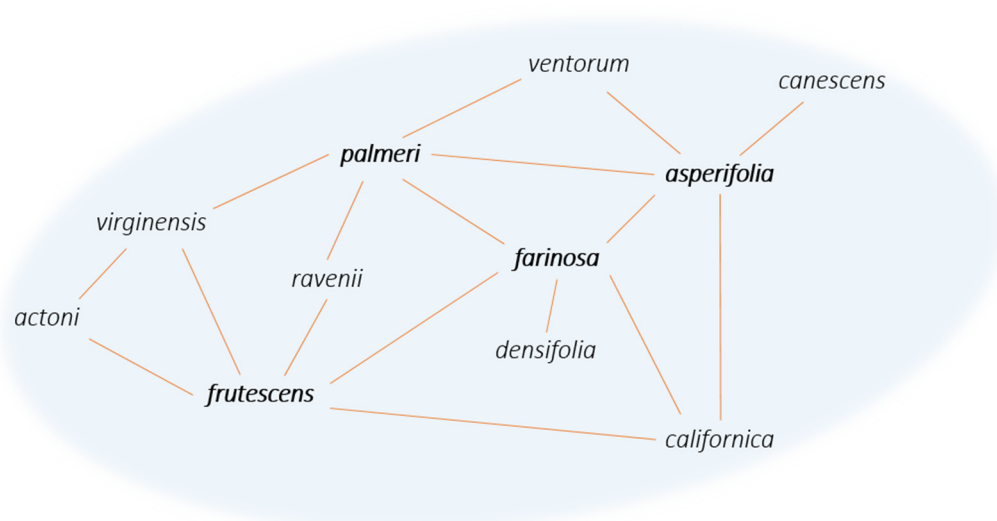 ventorum
canescens
palmeri
asperifolia
virginensis
farinosa
ravenii
actoni
densifolia
frutescens
californica